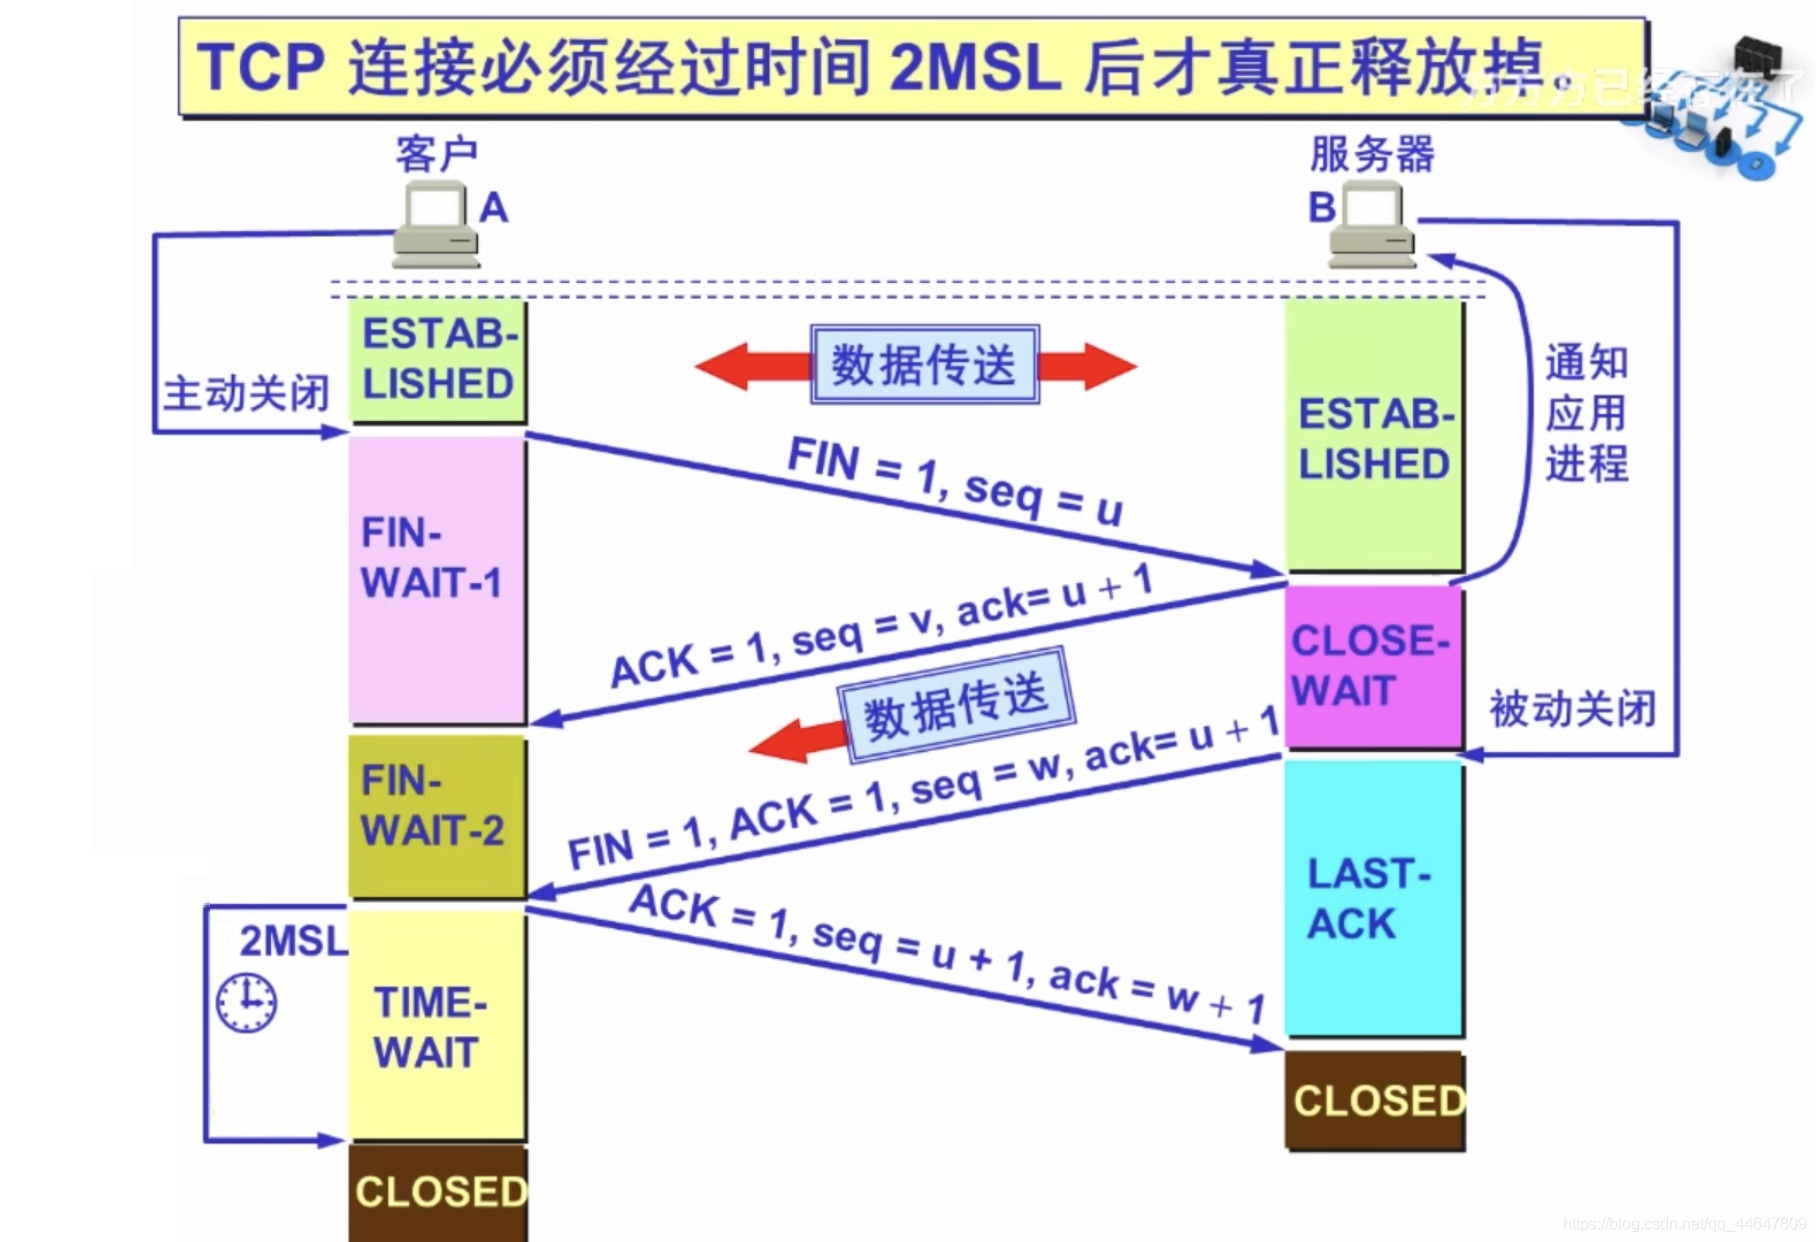 TCP 连接必须经过时间 2MSL 后才真正释放掉。
客户
服务器
A
B
ESTAB-
LISHED
数据传送
ESTAB-
LISHED
通知
应用
进程
主动关闭
FIN = 1, seq = u
FIN-
WAIT-1
ACK = 1, seq = v, ack= u + 1
CLOSE-
WAIT
数据传送
被动关闭
FIN-
WAIT-2
FIN = 1, ACK = 1, seq = w, ack= u + 1
LAST-
ACK
ACK = 1, seq = u + 1, ack = w + 1
2MSL
TIME-
WAIT
CLOSED
CLOSED
https://blog.csdn.net/qq_44647809